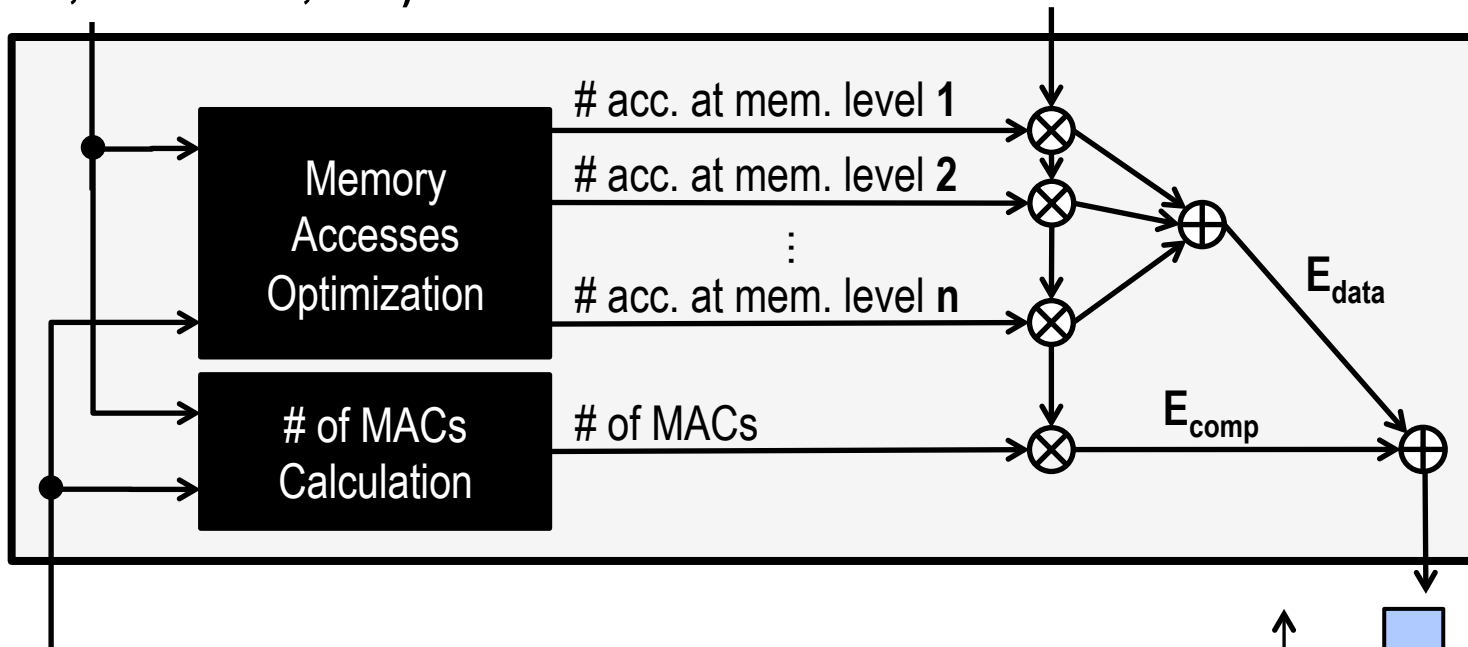 # acc. at mem. level 1
# acc. at mem. level 2
⋮
# acc. at mem. level n
Memory
Accesses
Optimization
E_data
# of MACs
Calculation
# of MACs
E_comp